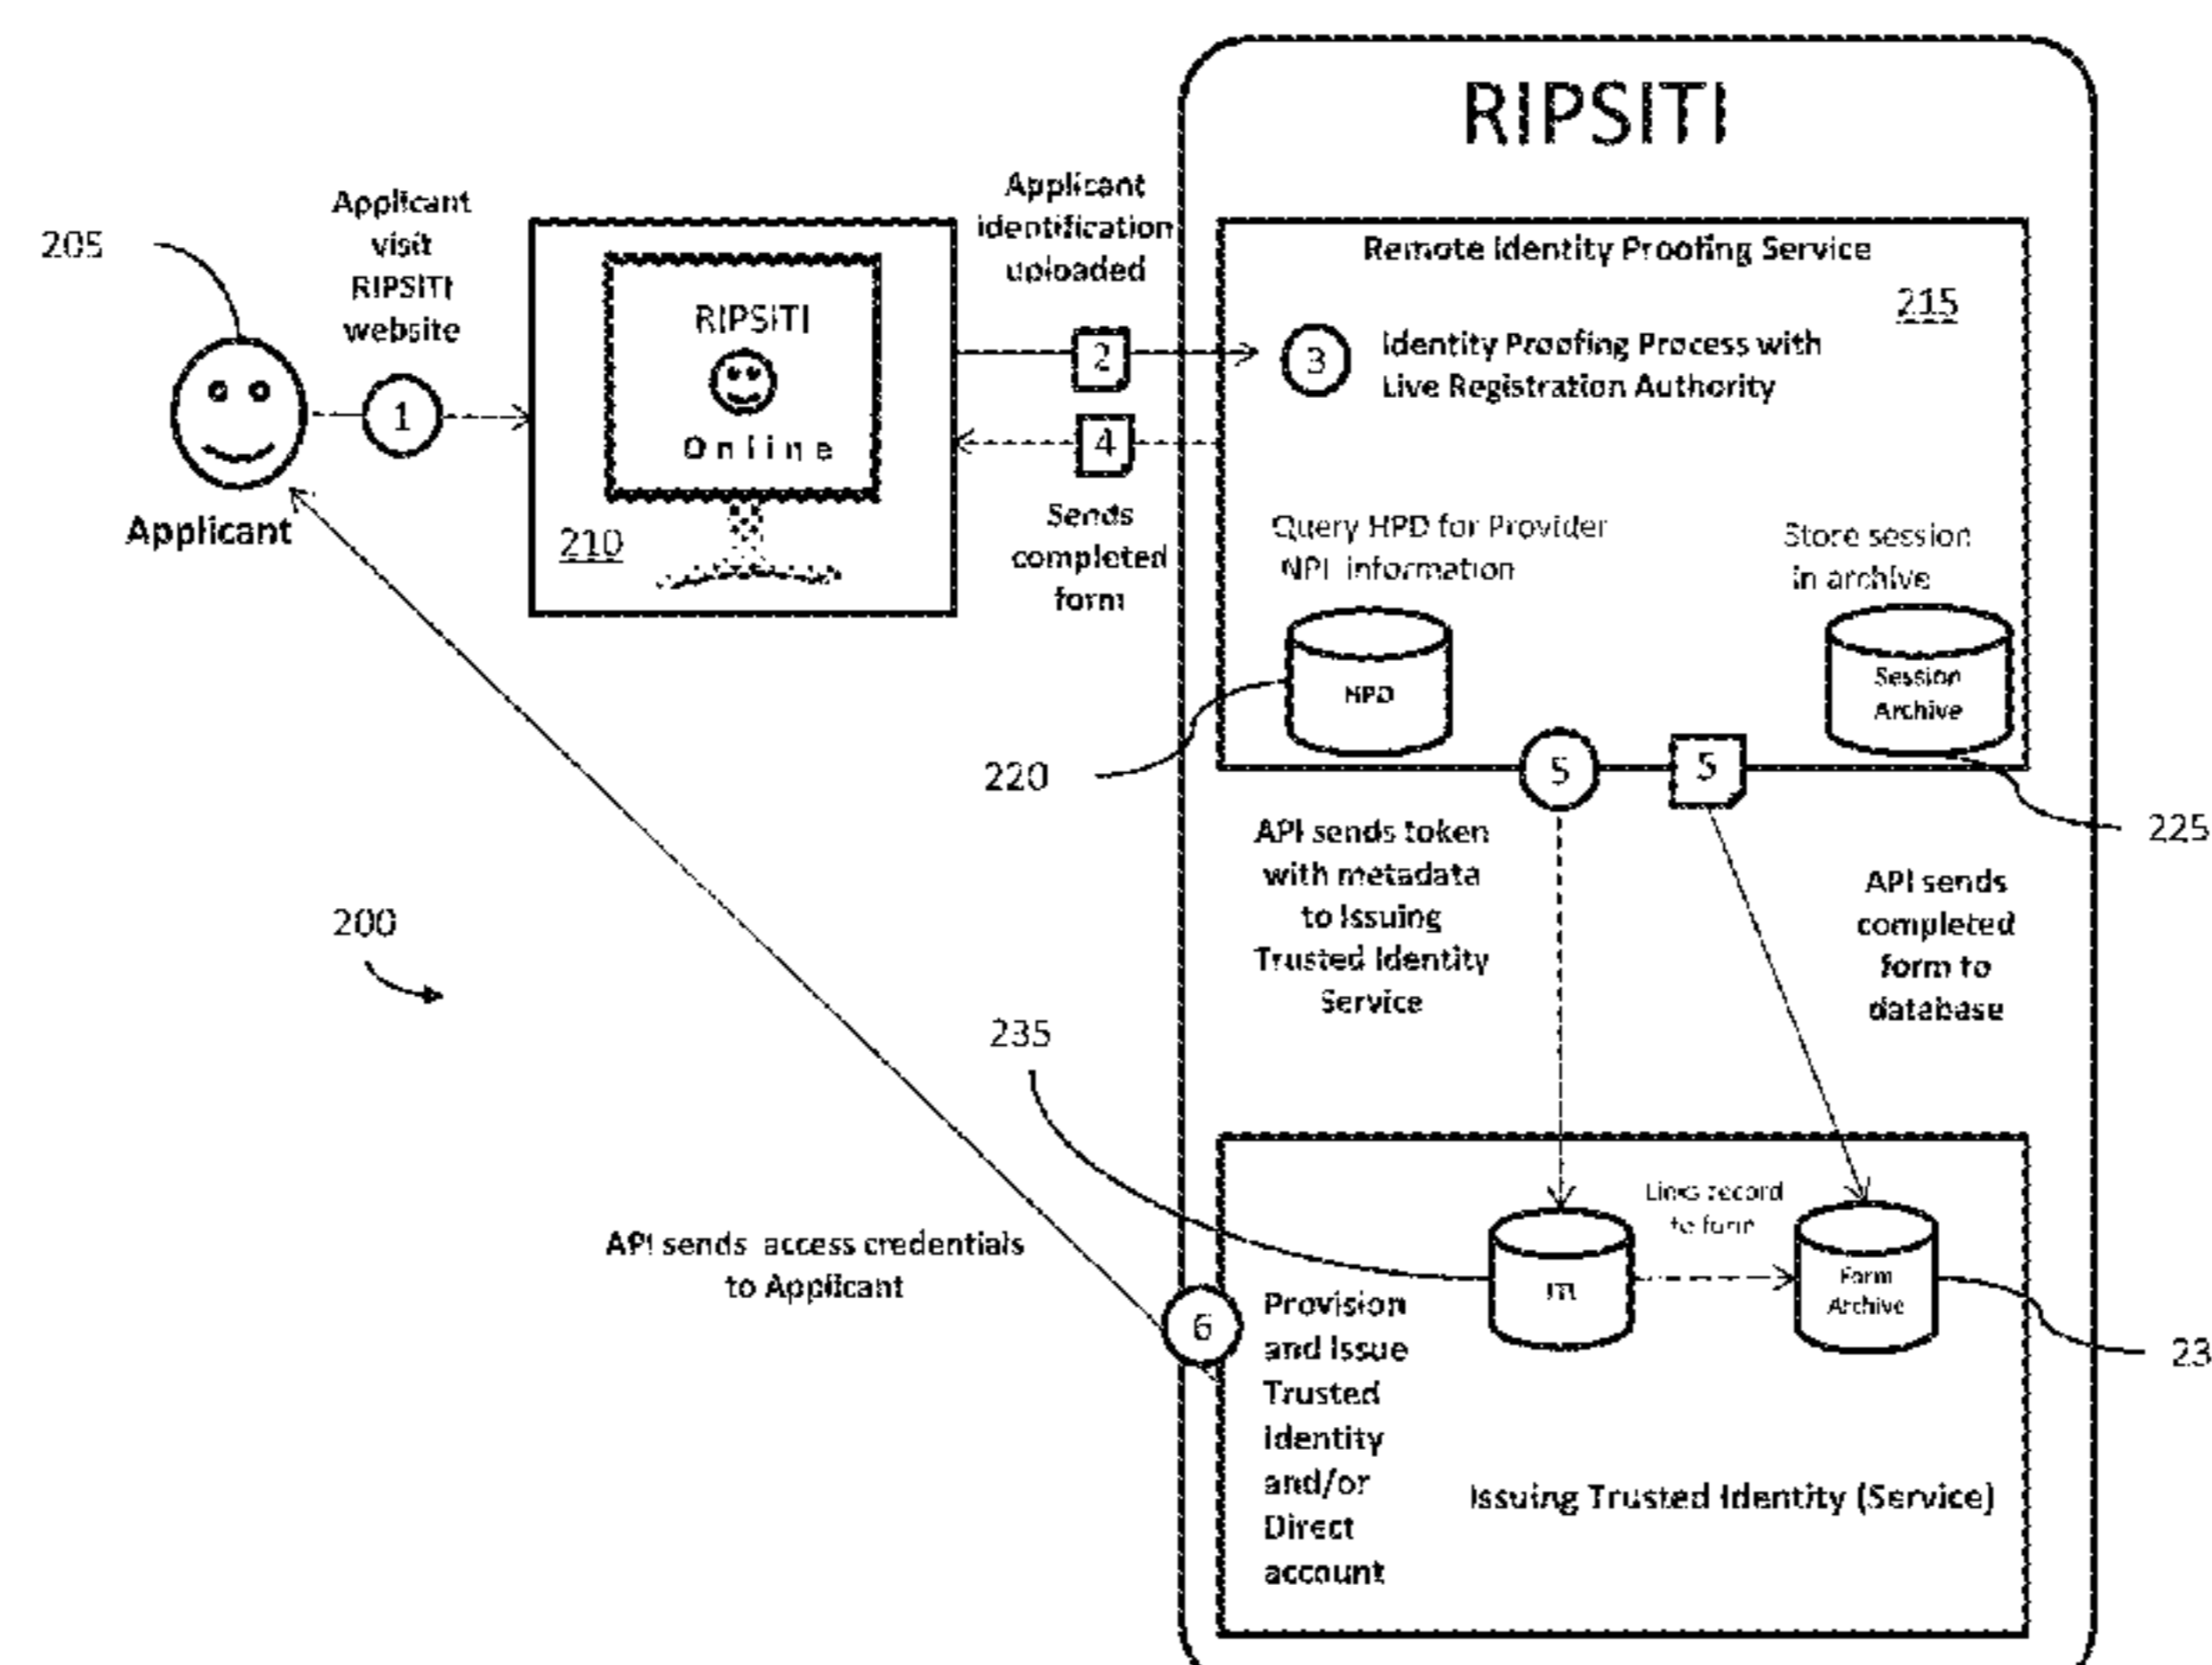 RIPSITI
205
Applicant
visit
RIPSITI
website
1
Applicant
RIPSITI
Online
210
Applicant
identification
uploaded
2
4
Sends
completed
form
Remote Identity Proofing Service
215
3
Identity Proofing Process with
Live Registration Authority
Query HPD for Provider
NPI information
Store session
in archive
HPD
Session
Archive
220
5
5
225
API sends token
with metadata
to Issuing
Trusted Identity
Service
API sends
completed
form to
database
200
235
Links record
to form
Form
Archive
23
API sends access credentials
to Applicant
6
Provision
and Issue
Trusted
Identity
and/or
Direct
account
Issuing Trusted Identity (Service)